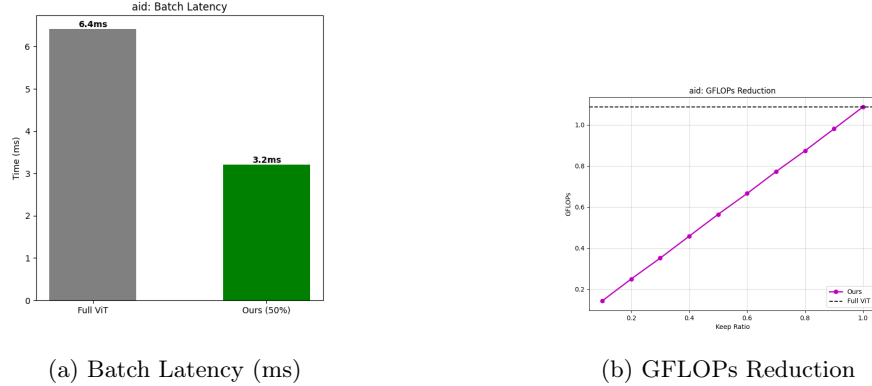 aid: Batch Latency
6.4ms
3.2ms
Time (ms)
6
5
4
3
2
1
0
Full ViT
Ours (50%)
(a) Batch Latency (ms)
aid: GFLOPs Reduction
GFLOPs
1.0
0.8
0.6
0.4
0.2
Ours
Full ViT
0.2 0.4 0.6 0.8 1.0
Keep Ratio
(b) GFLOPs Reduction